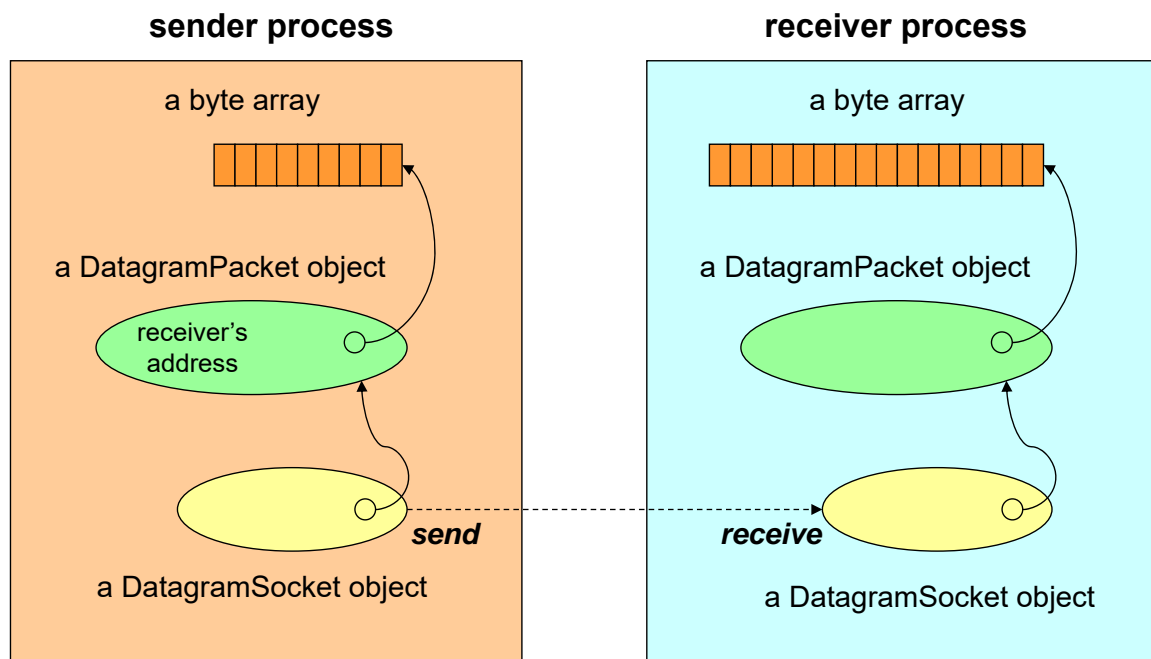 sender process
receiver process
a byte array
a byte array
a DatagramPacket object
a DatagramPacket object
receiver's
address
send
receive
a DatagramSocket object
a DatagramSocket object